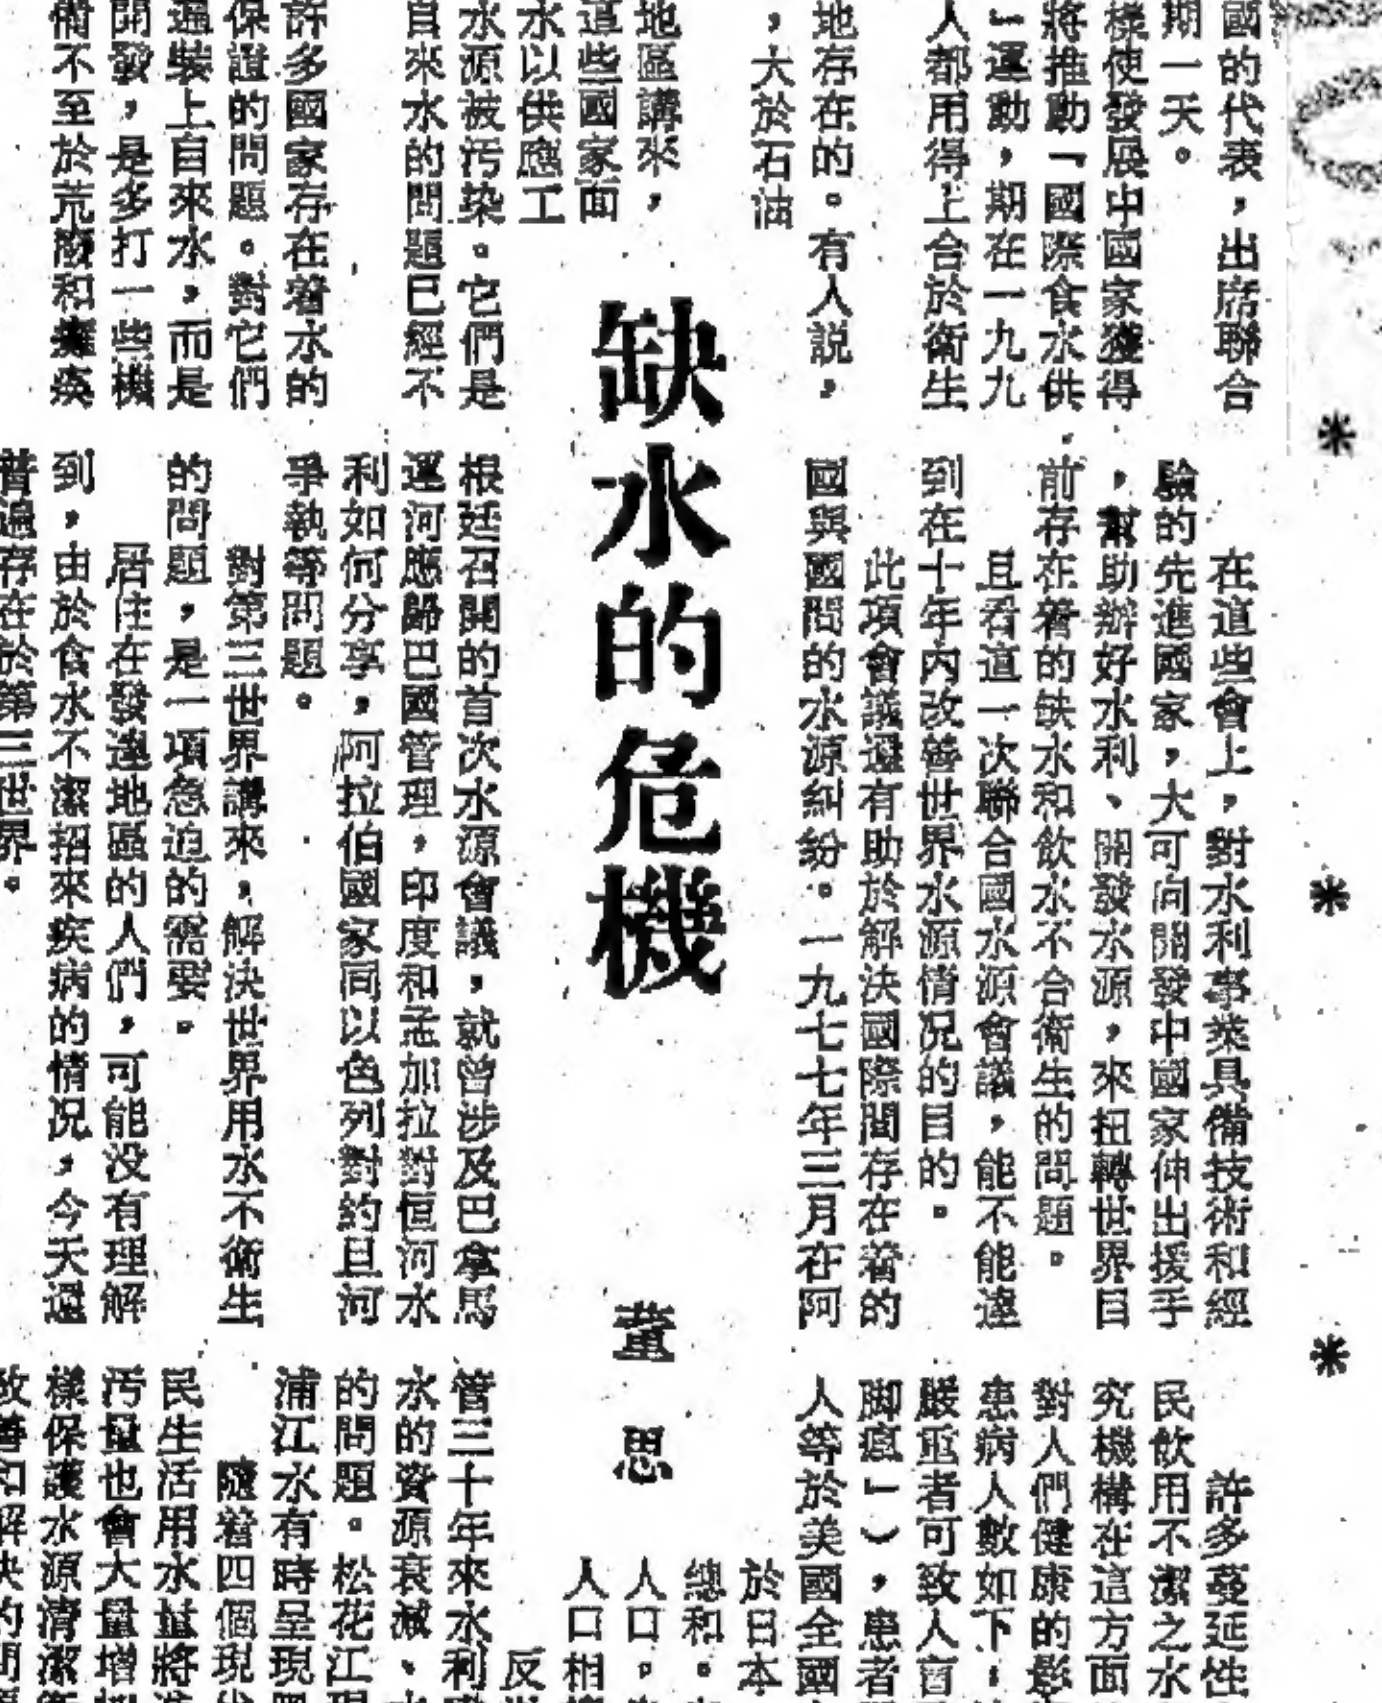 國的代表，出席聯合
期一天。
樣使發展中國家獲得
將推動「國際食水供
」運動，期在一九九
人都用得上合於衞生
地存在的。有人説，
，大於石油
缺水的危機
董思
地區講來，
這些國家面
水以供應工
水源被污染。它們是
自來水的問題已經不
許多國家存在着水的
保證的問題。對它們
遍裝上自來水，而是
開發，是多打一些機
不至於荒廢和癱瘓
在這些會上，對水利事業具備技術和經
驗的先進國家，大可向開發中國家伸出援手
，幫助辦好水利、開發水源，來扭轉世界目
前存在着的缺水和飲水不合衞生的問題。
且看這一次聯合國水源會議，能不能達
到在十年內改善世界水源情况的目的。
此項會議還有助於解決國際間存在着的
國與國間的水源糾紛。一九七七年三月在阿
根廷召開的首次水源會議，就曾涉及巴拿馬
運河應歸巴國管理，印度和孟加拉對恒河水
利如何分享，阿拉伯國家同以色列對約旦河
爭執等問題。
對第三世界講來，解決世界用水不衞生
的問題，是一項急迫的需要。
居住在發達地區的人們，可能没有理解
到，由於食水不潔招來疾病的情况，今天還
普遍存在於第三世界。
許多蔓延性
民飲用不潔之水
究機構在這方面
對人們健康的影
患病人數如下：
嚴重者可致人盲
脚 」），患者
人等於美國全國
於日本
總和。
人口。
人口相
反
管三十年來水利
水的資源衰減、水
的問題。松花江
浦江水有時呈現
隨着四個現代
民生活用水量將
汚量也會大量增
樣保護水源清潔
改善和解決的問